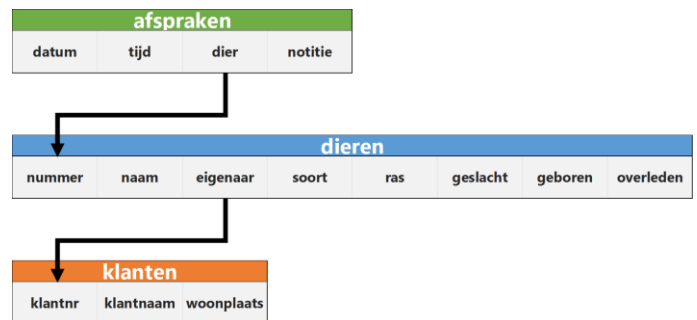 afspraken
datum tijd dier notitie
dieren
nummer naam eigenaar soort ras geslacht geboren overleden
klanten
klantnr klantnaam woonplaats